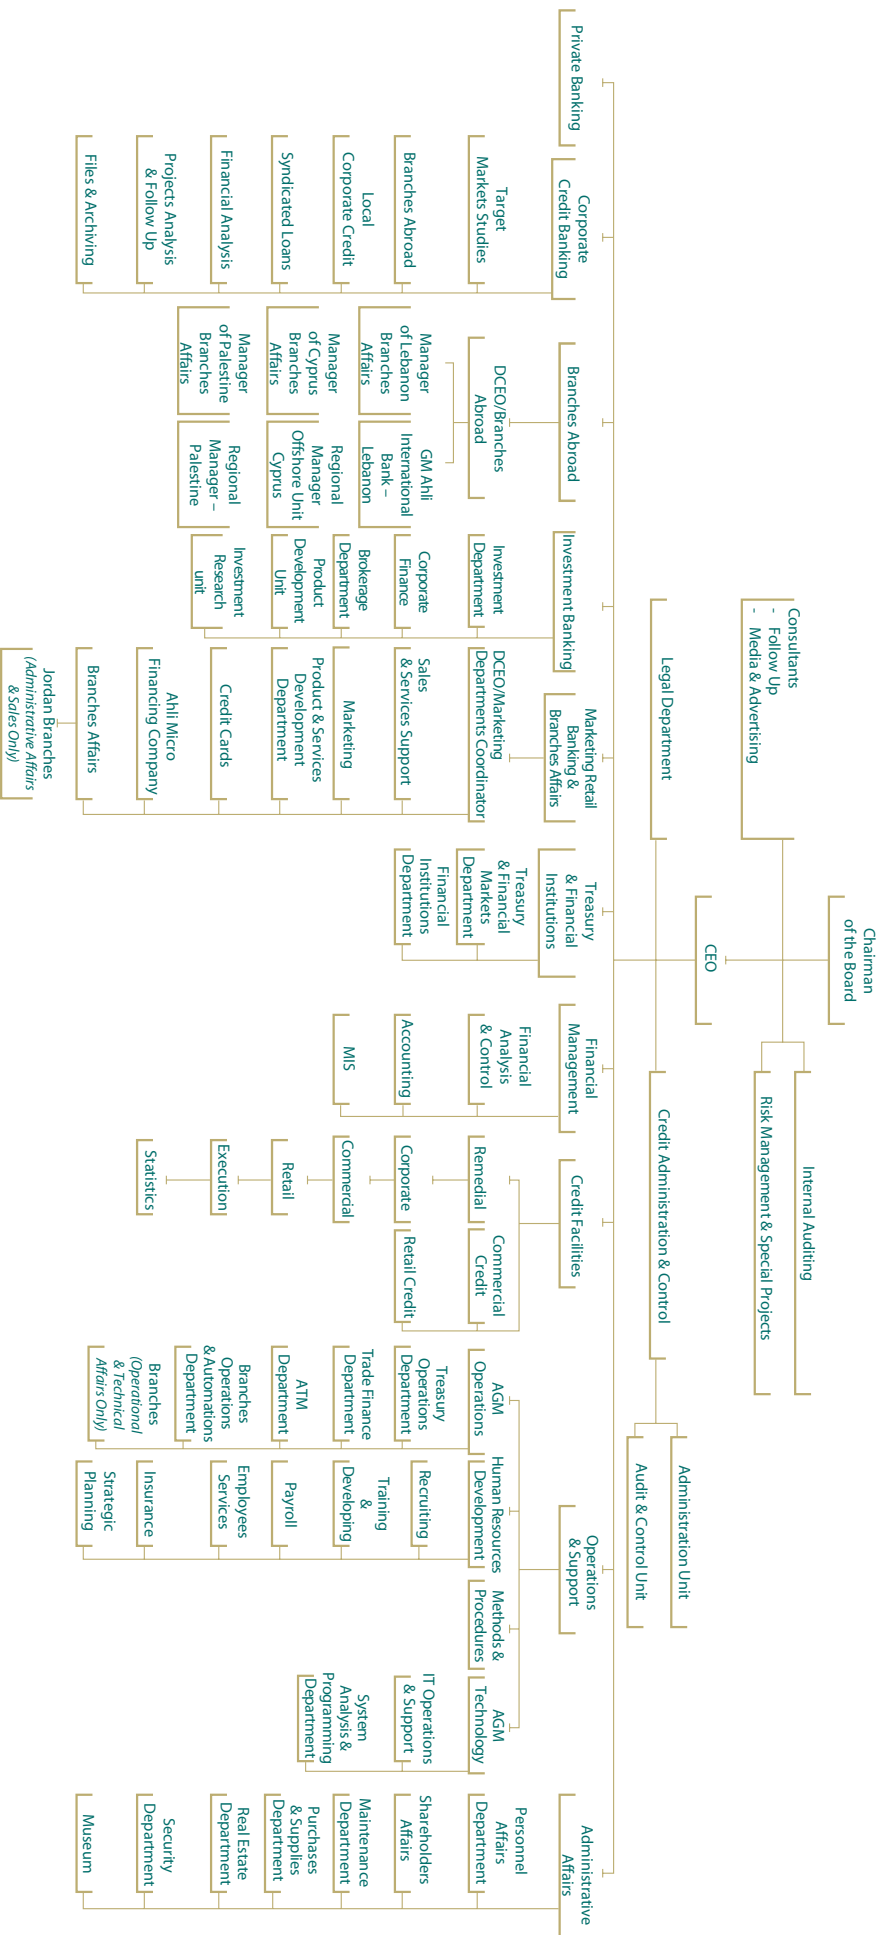 Chairman
of the Board
Consultants
- Follow Up
- Media & Advertising
Internal Auditing
Risk Management & Special Projects
CEO
Legal Department
Credit Administration & Control
Administration Unit
Audit & Control Unit
Private Banking
Corporate
Credit Banking
Target
Markets Studies
Branches Abroad
Local
Corporate Credit
Syndicated Loans
Financial Analysis
Projects Analysis
& Follow Up
Files & Archiving
Branches Abroad
DCEO/Branches
Abroad
Manager
of Lebanon
Branches
Affairs
GM Ahli
International
Bank –
Lebanon
Manager
of Cyprus
Branches
Affairs
Regional
Manager
Offshore Unit
Cyprus
Manager
of Palestine
Branches
Affairs
Regional
Manager –
Palestine
Investment Banking
Investment
Department
Corporate
Finance
Brokerage
Department
Product
Development
Unit
Investment
Research
unit
Marketing Retail
Banking &
Branches Affairs
DCEO/Marketing
Departments Coordinator
Sales
& Services Support
Marketing
Product & Services
Development
Department
Credit Cards
Ahli Micro
Financing Company
Branches Affairs
Jordan Branches
(Administrative Affairs
& Sales Only)
Treasury
& Financial
Institutions
Treasury
& Financial
Markets
Department
Financial
Institutions
Department
Financial
Management
Financial
Analysis
& Control
Accounting
MIS
Credit Facilities
Remedial
Corporate
Commercial
Retail
Execution
Statistics
Commercial
Credit
Retail Credit
Operations
& Support
AGM
Operations
Treasury
Operations
Department
Trade Finance
Department
ATM
Department
Branches
Operations
& Automations
Department
Branches
(Operational
& Technical
Affairs Only)
Human Resources
Development
Recruiting
Training
&
Developing
Payroll
Employees
Services
Insurance
Strategic
Planning
Methods &
Procedures
AGM
Technology
IT Operations
& Support
System
Analysis &
Programming
Department
Administrative
Affairs
Personnel
Affairs
Department
Shareholders
Affairs
Maintenance
Department
Purchases
& Supplies
Department
Real Estate
Department
Security
Department
Museum